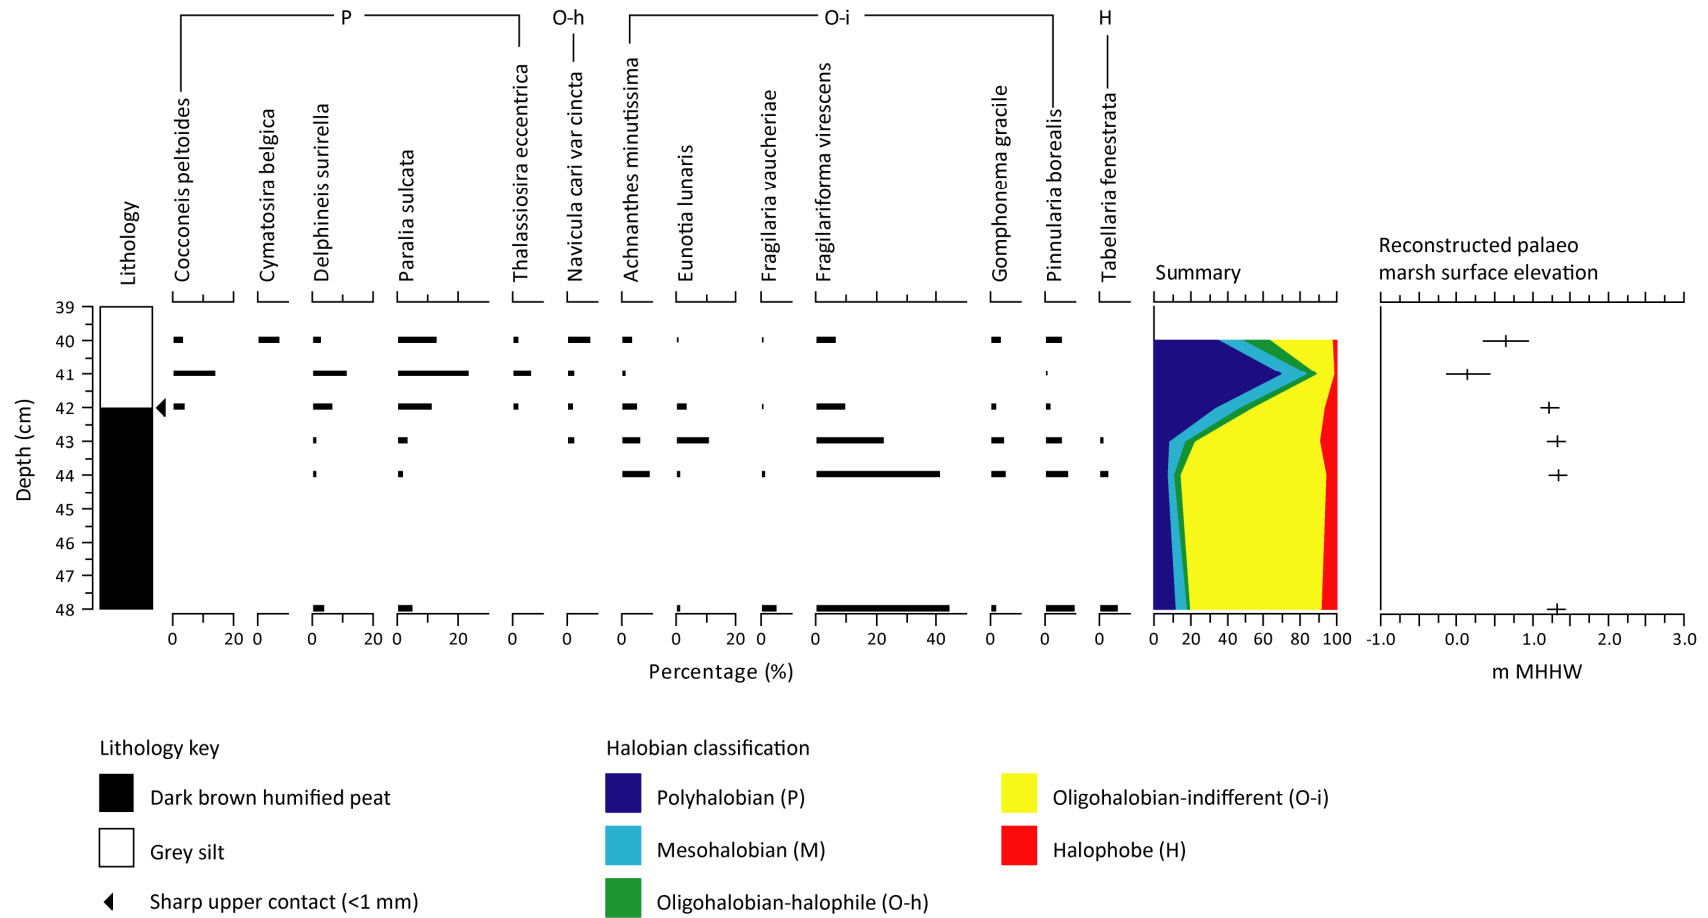 P
O-h
O-i
H
Lithology
Cocconeis peltoides
Cymatosira belgica
Delphineis surirella
Paralia sulcata
Thalassiosira eccentrica
Navicula cari var cincta
Achnanthes minutissima
Eunotia lunaris
Fragilaria vaucheriae
Fragilariforma virescens
Gomphonema gracile
Pinnularia borealis
Tabellaria fenestrata
Summary
Reconstructed palaeo
marsh surface elevation
Depth (cm)
39
40
41
42
43
44
45
46
47
48
0 20 0 0 20 0 20 0 0 0 0 20 0 0 20 40 0 0 0 0 20 40 60 80 100 -1.0 0.0 1.0 2.0 3.0
Percentage (%)
m MHHW
Lithology key
Dark brown humified peat
Grey silt
Sharp upper contact (<1 mm)
Halobian classification
Polyhalobian (P)
Mesohalobian (M)
Oligohalobian-halophile (O-h)
Oligohalobian-indifferent (O-i)
Halophobe (H)